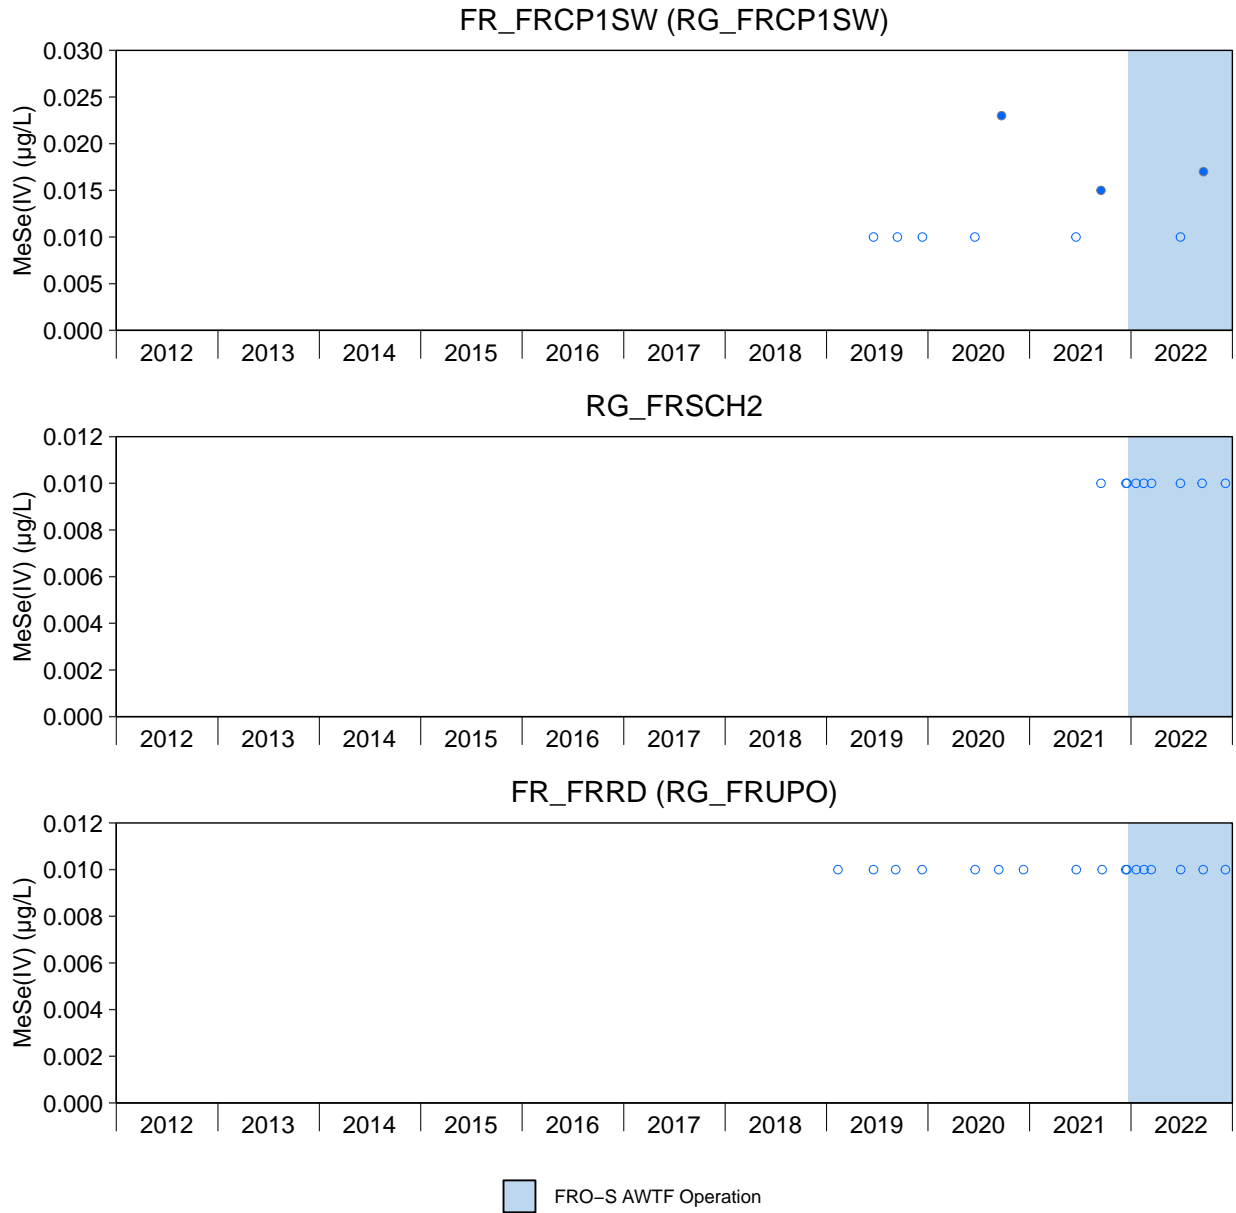 FR_FRCP1SW (RG_FRCP1SW)
MeSe(IV) (µg/L)
0.030
0.025
0.020
0.015
0.010
0.005
0.000
2012 2013 2014 2015 2016 2017 2018 2019 2020 2021 2022
RG_FRSCH2
MeSe(IV) (µg/L)
0.012
0.010
0.008
0.006
0.004
0.002
0.000
2012 2013 2014 2015 2016 2017 2018 2019 2020 2021 2022
FR_FRRD (RG_FRUPO)
MeSe(IV) (µg/L)
0.012
0.010
0.008
0.006
0.004
0.002
0.000
2012 2013 2014 2015 2016 2017 2018 2019 2020 2021 2022
FRO−S AWTF Operation